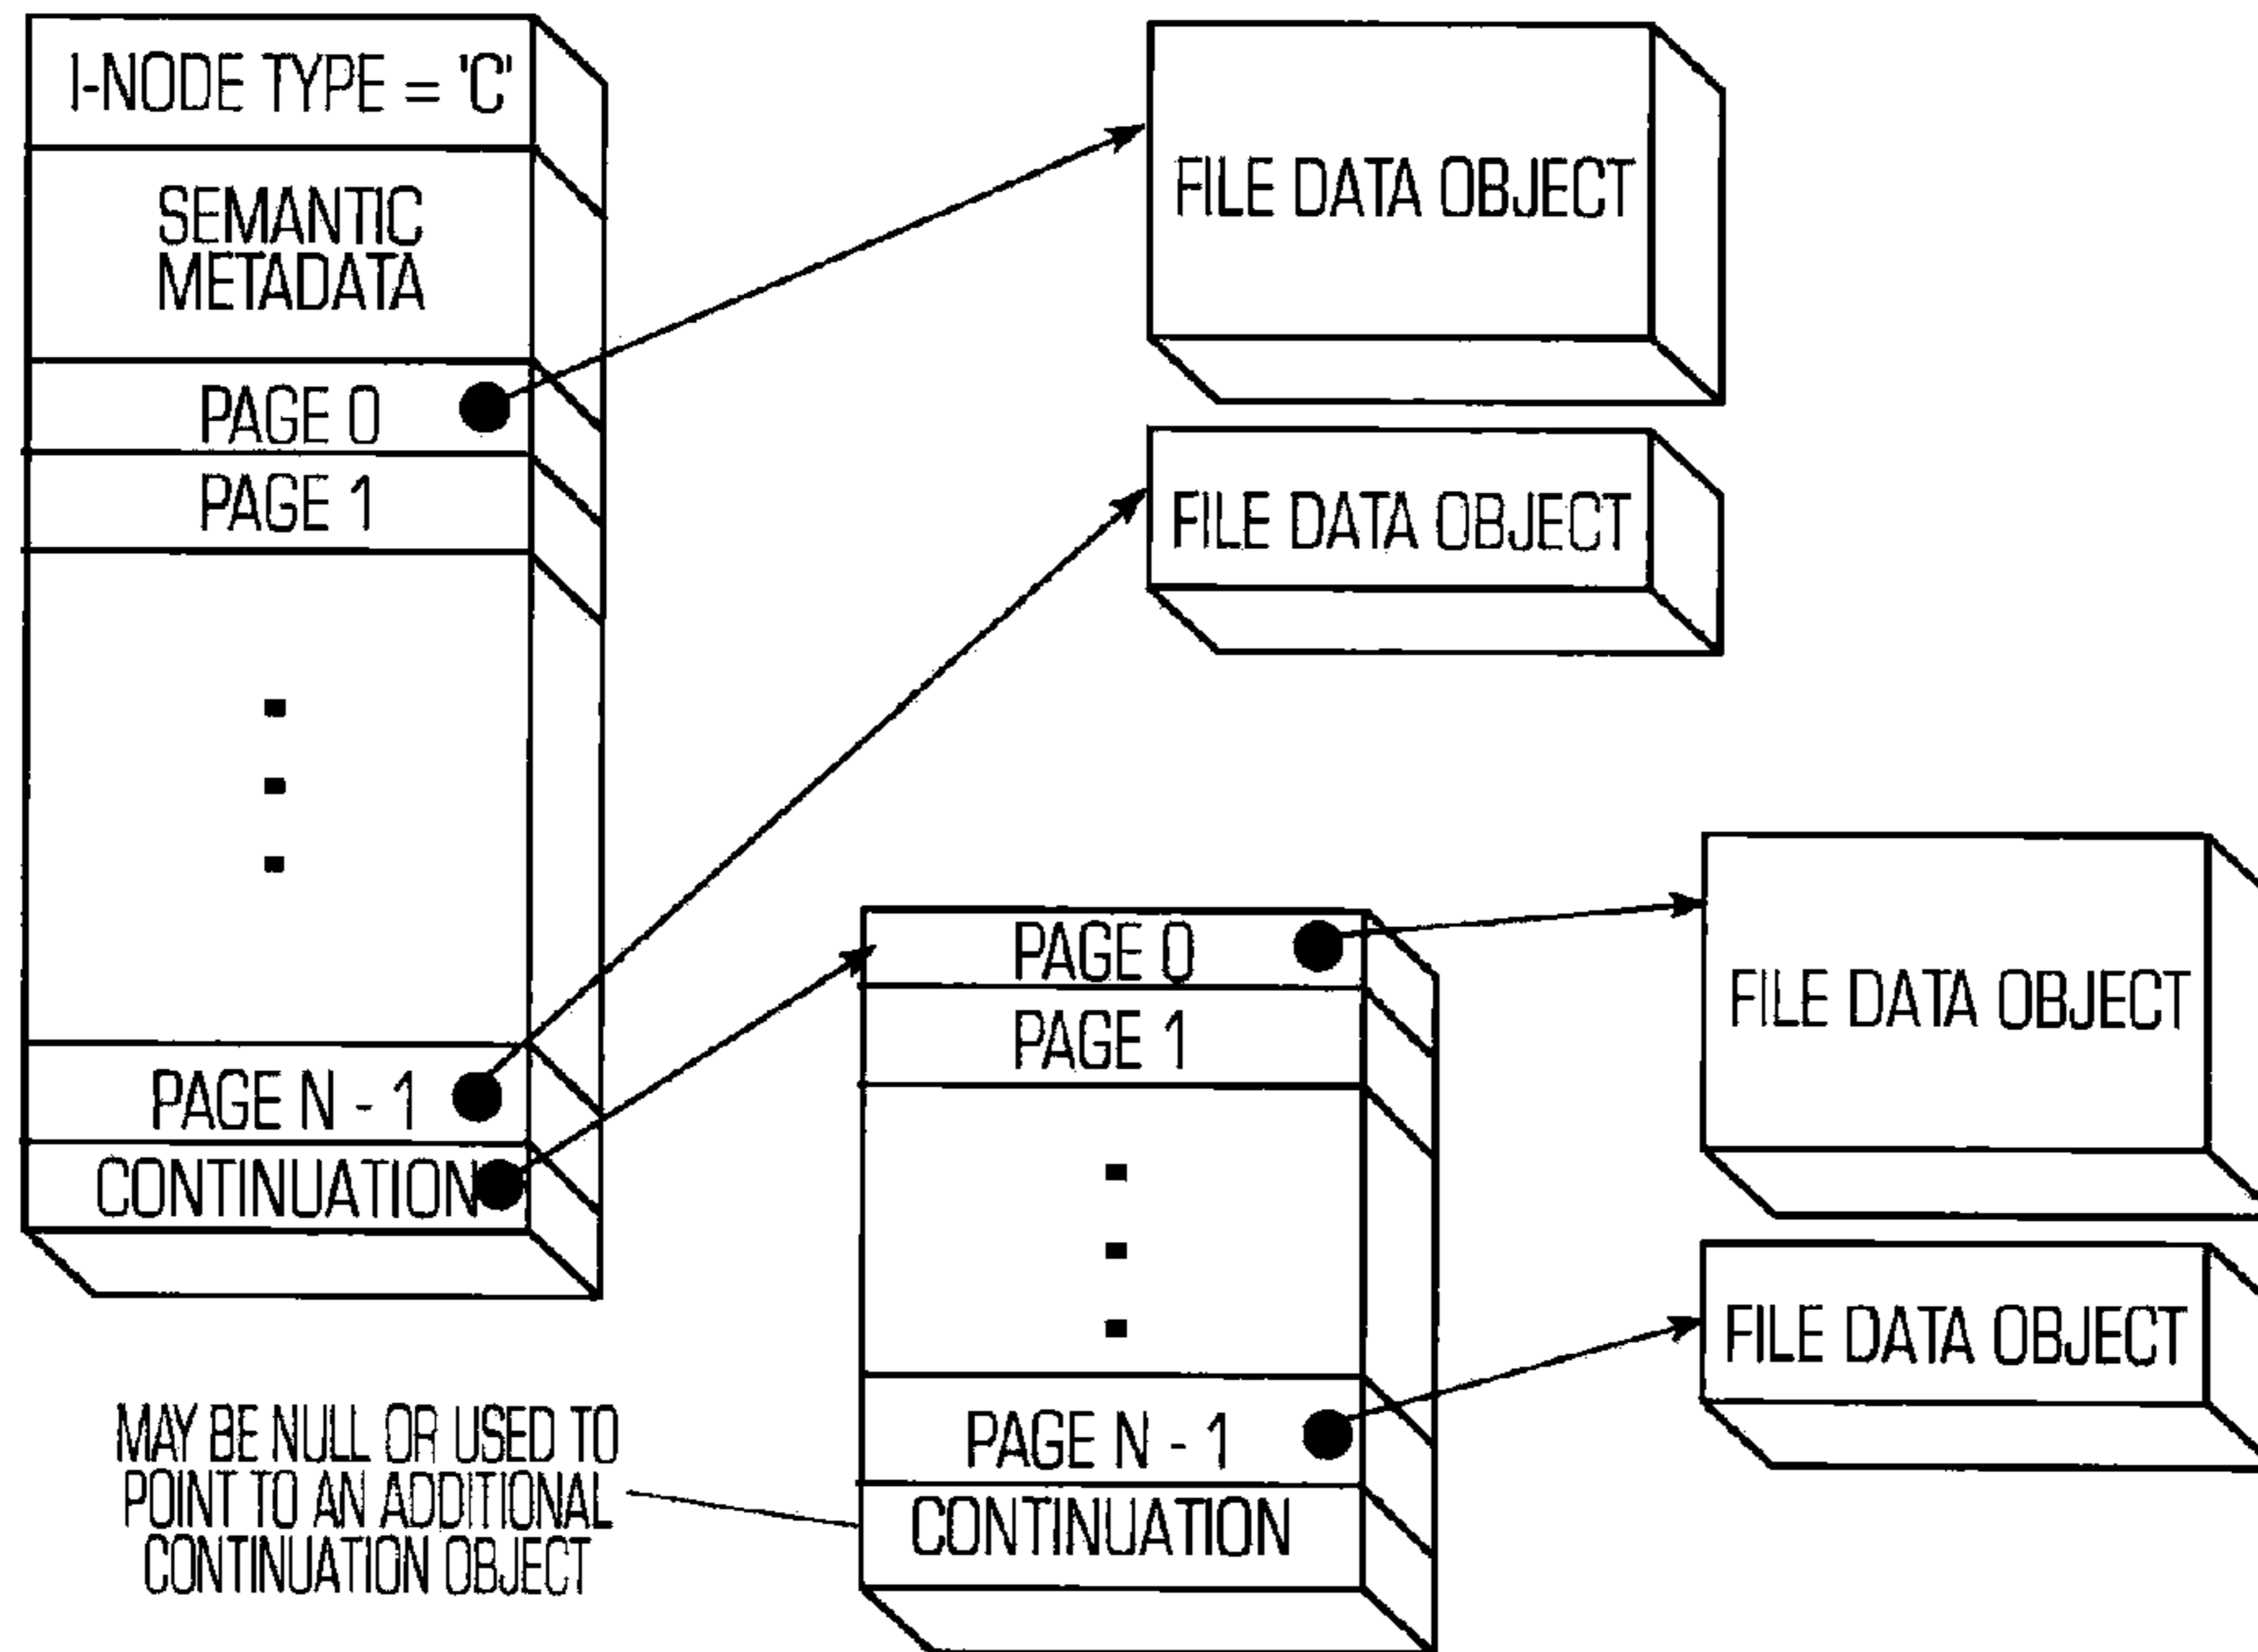 I-NODE TYPE = 'C'
SEMANTIC
METADATA
PAGE 0
PAGE 1
PAGE N - 1
CONTINUATION
FILE DATA OBJECT
FILE DATA OBJECT
PAGE 0
PAGE 1
PAGE N - 1
CONTINUATION
FILE DATA OBJECT
FILE DATA OBJECT
MAY BE NULL OR USED TO
POINT TO AN ADDITIONAL
CONTINUATION OBJECT